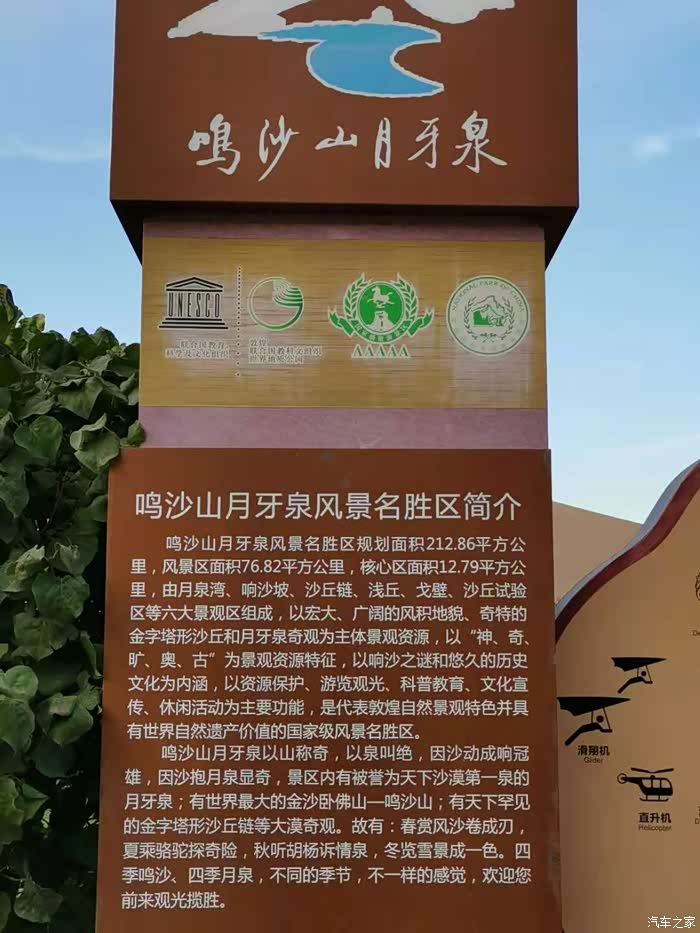 鸣沙山月牙泉
UNESCO
联合国教育、
科学及文化组织
敦煌
联合国教科文组织
世界地质公园
AAAAA
NATIONAL PARK OF CHINA
鸣沙山月牙泉风景名胜区简介
鸣沙山月牙泉风景名胜区规划面积212.86平方公
里，风景区面积76.82平方公里，核心区面积12.79平方公
里，由月泉湾、响沙坡、沙丘链、浅丘、戈壁、沙丘试验
区等六大景观区组成，以宏大、广阔的风积地貌、奇特的
金字塔形沙丘和月牙泉奇观为主体景观资源，以“神、奇、
旷、奥、古”为景观资源特征，以响沙之谜和悠久的历史
文化为内涵，以资源保护、游览观光、科普教育、文化宣
传、休闲活动为主要功能，是代表敦煌自然景观特色并具
有世界自然遗产价值的国家级风景名胜区。
鸣沙山月牙泉以山称奇，以泉叫绝，因沙动成响冠
雄，因沙抱月泉显奇，景区内有被誉为天下沙漠第一泉的
月牙泉；有世界最大的金沙卧佛山—鸣沙山；有天下罕见
的金字塔形沙丘链等大漠奇观。故有：春赏风沙卷成刃，
夏乘骆驼探奇险，秋听胡杨诉情泉，冬览雪景成一色。四
季鸣沙、四季月泉，不同的季节，不一样的感觉，欢迎您
前来观光揽胜。
滑翔机
Glider
直升机
Helicopter
汽车之家